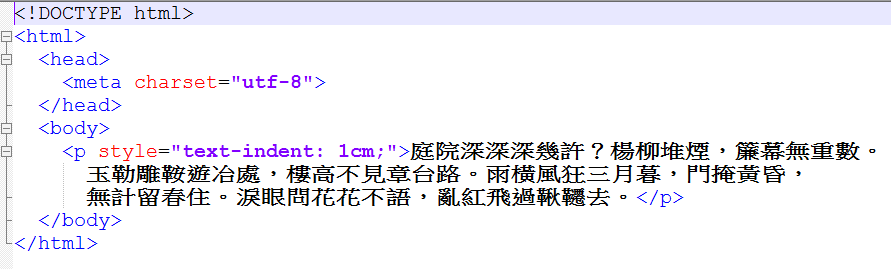 <!DOCTYPE html>
<html>
<head>
<meta charset="utf-8">
</head>
<body>
<p style="text-indent: 1cm;">庭院深深深幾許？楊柳堆煙，簾幕無重數。
玉勒雕鞍遊冶處，樓高不見章台路。雨橫風狂三月暮，門掩黃昏，
無計留春住。淚眼問花花不語，亂紅飛過鞦韆去。</p>
</body>
</html>